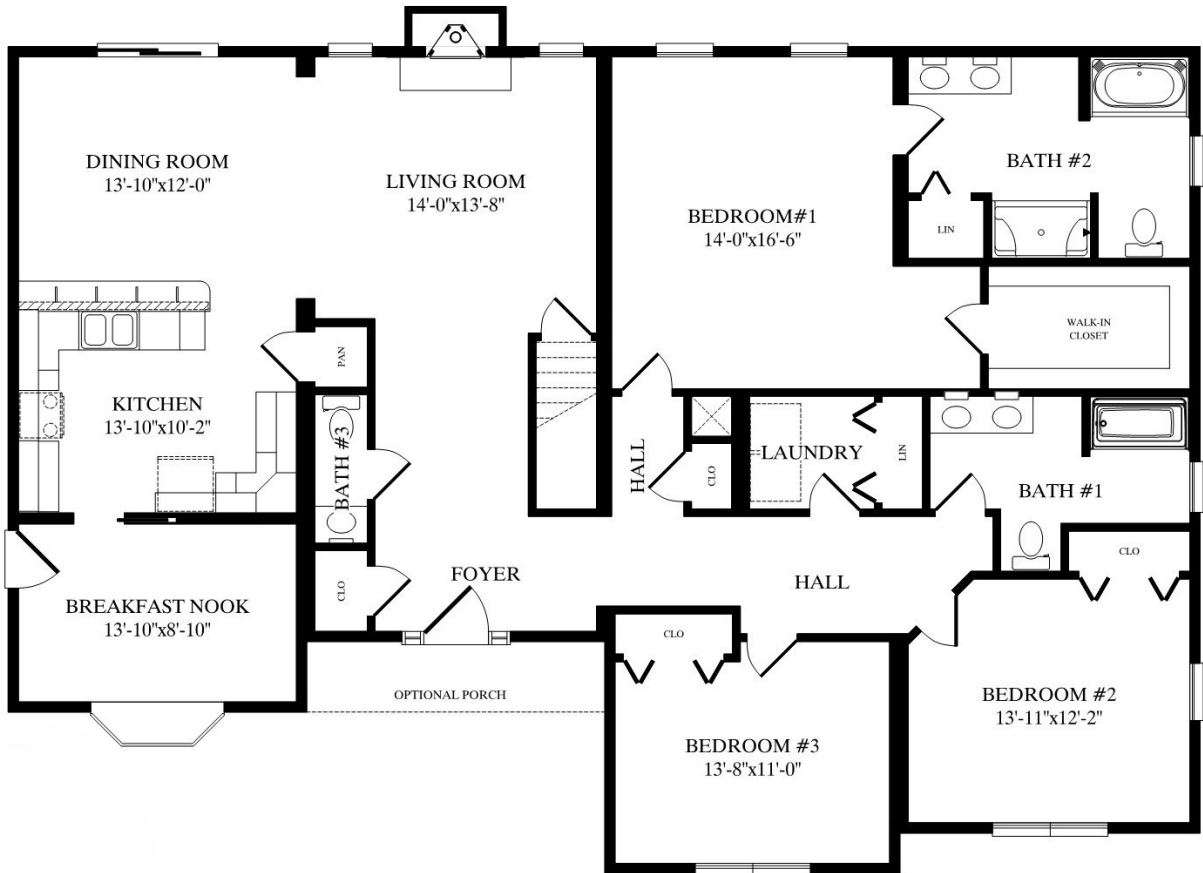 DINING ROOM
13'-10"x12'-0"
LIVING ROOM
14'-0"x13'-8"
BEDROOM#1
14'-0"x16'-6"
BATH #2
LIN
WALK-IN
CLOSET
PAN
KITCHEN
13'-10"x10'-2"
BATH #3
HALL
CLO
LAUNDRY
LIN
BATH #1
CLO
BREAKFAST NOOK
13'-10"x8'-10"
CLO
FOYER
HALL
CLO
OPTIONAL PORCH
BEDROOM #2
13'-11"x12'-2"
BEDROOM #3
13'-8"x11'-0"